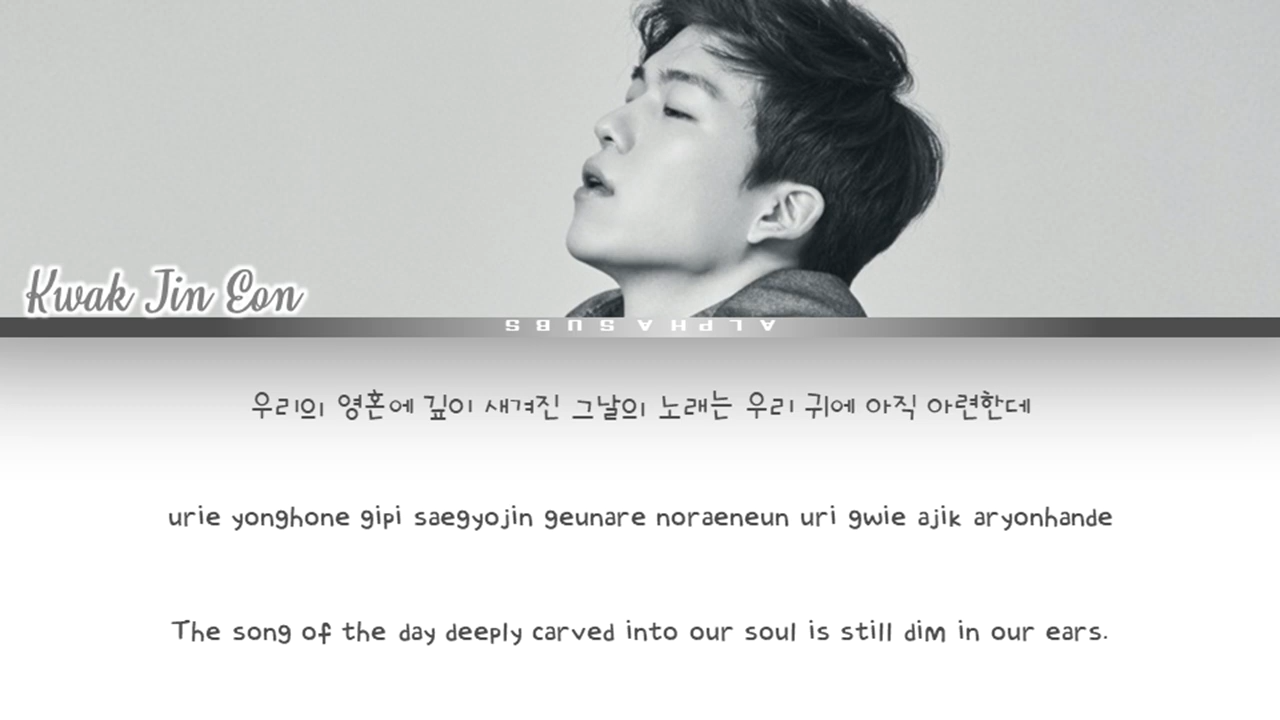 Kwak Jin Eon
ALPHASUBS
우리의 영혼에 깊이 새겨진 그날의 노래는 우리 귀에 아직 아련한데
urie yonghone gipi saegyojin geunare noraeneun uri gwie ajik aryonhande
The song of the day deeply carved into our soul is still dim in our ears.